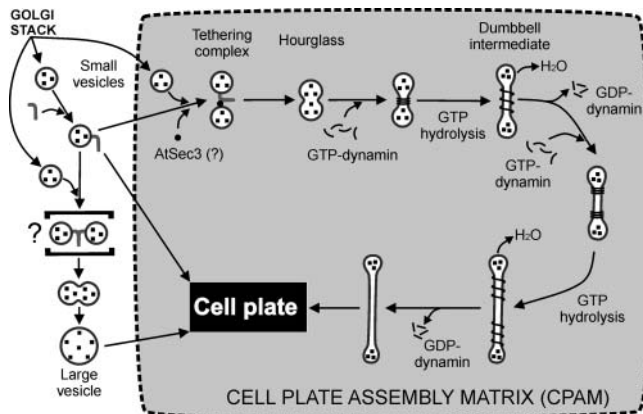 GOLGI
STACK
Small
vesicles
Tethering
complex
Hourglass
Dumbbell
intermediate
H₂O
GDP-
dynamin
AtSec3 (?)
GTP-dynamin
GTP
hydrolysis
GTP-
dynamin
?
H₂O
GTP
hydrolysis
Cell plate
GDP-
dynamin
Large
vesicle
CELL PLATE ASSEMBLY MATRIX (CPAM)